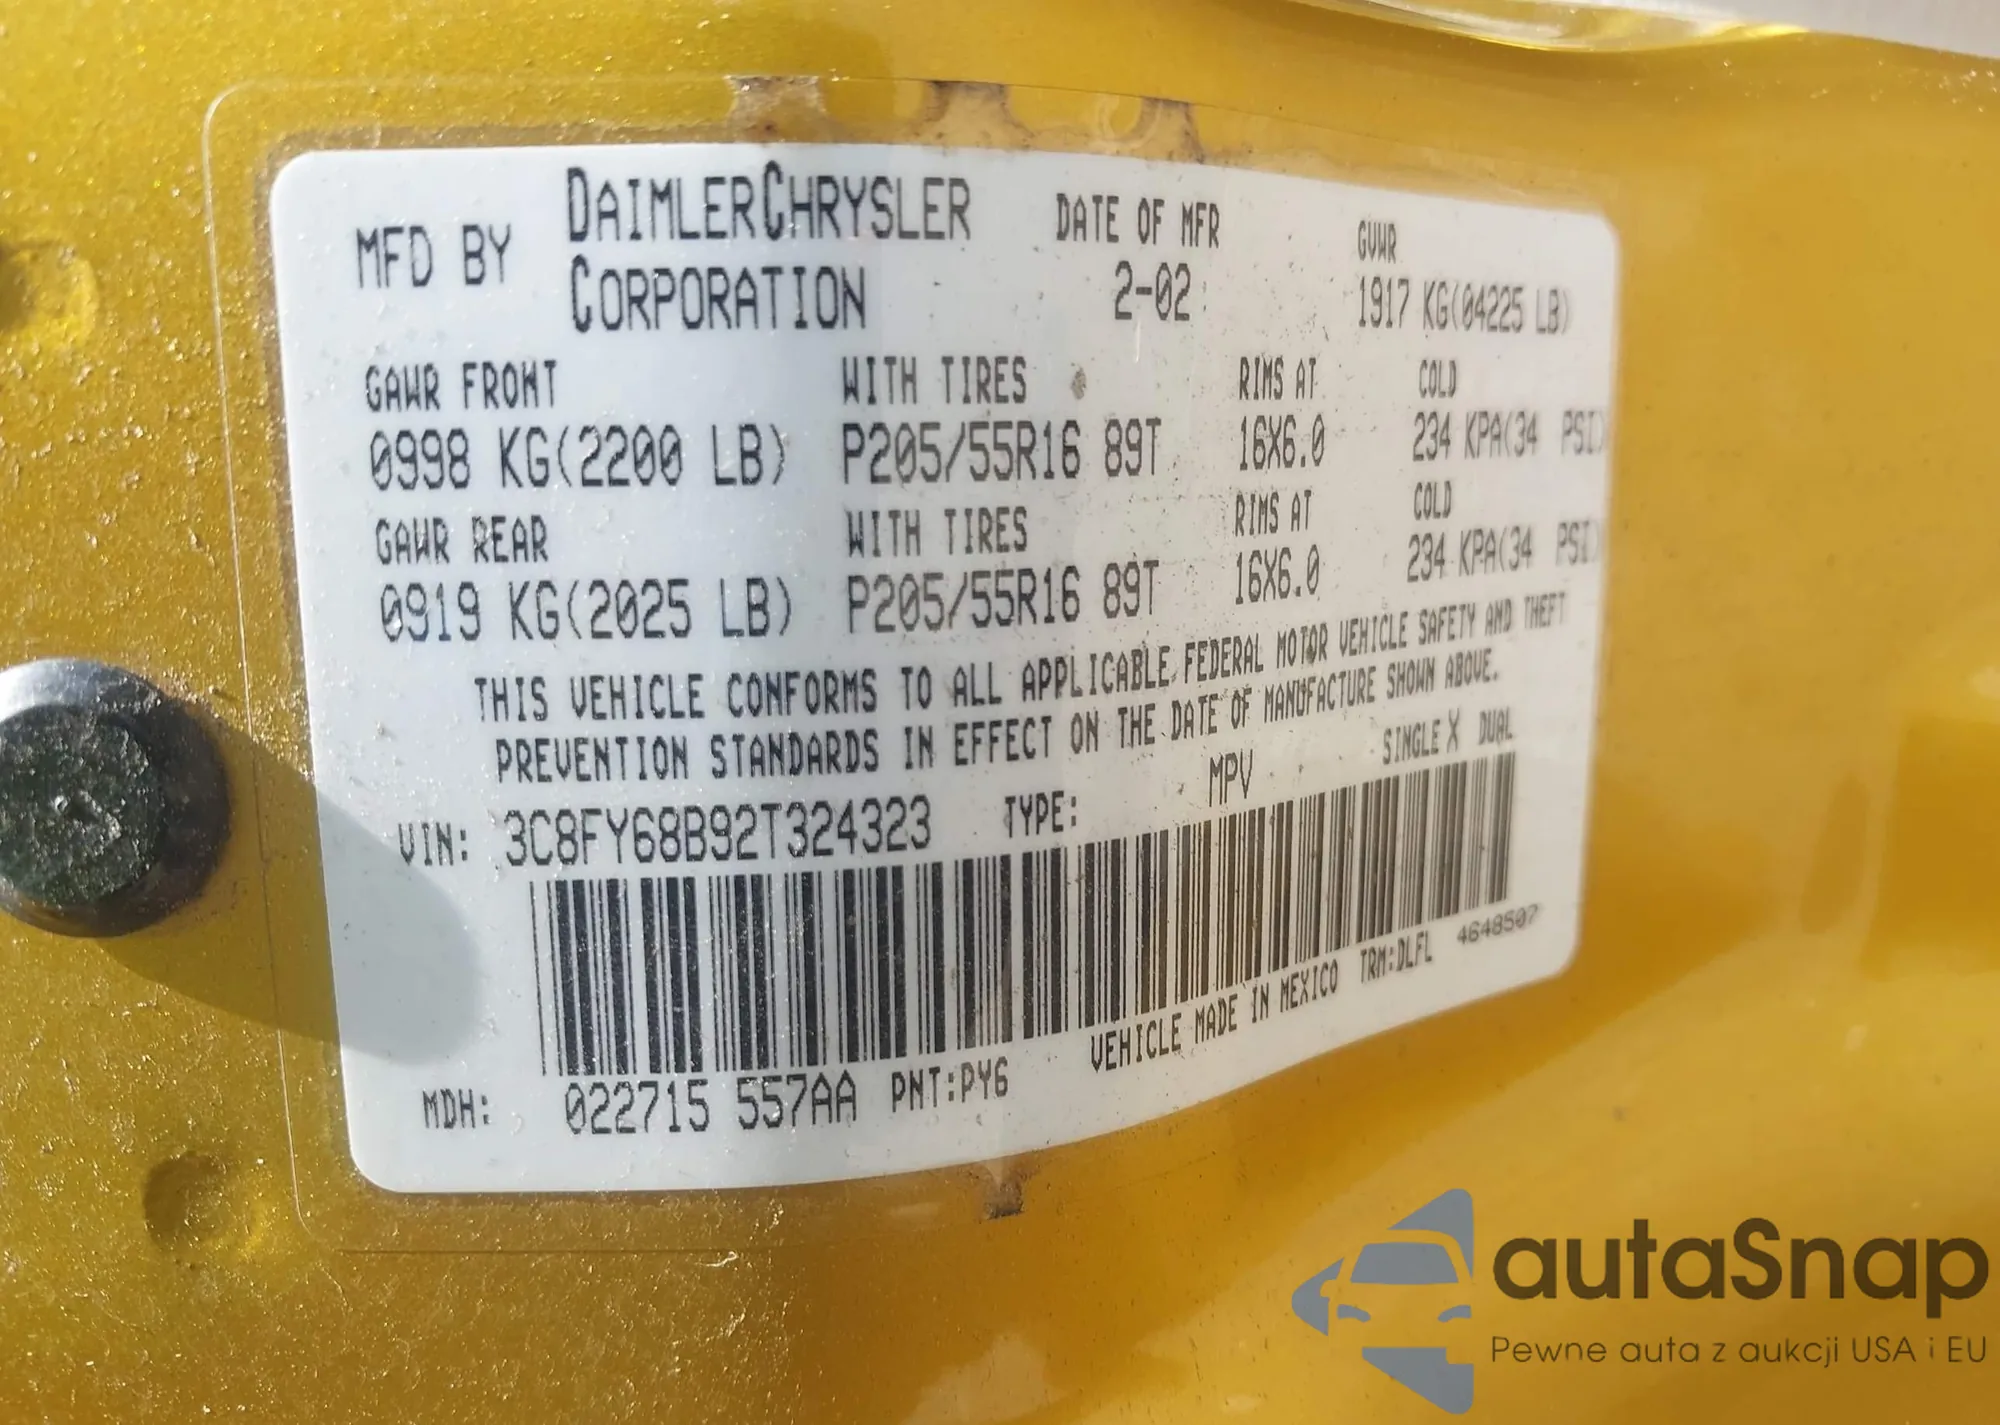 MFD BY DAIMLERCHRYSLER CORPORATION DATE OF MFR 2-02 GVWR 1917 KG(04225 LB)
GAWR FRONT WITH TIRES RIMS AT COLD
0998 KG(2200 LB) P205/55R16 89T 16X6.0 234 KPA(34 PSI)
GAWR REAR WITH TIRES RIMS AT COLD
0919 KG(2025 LB) P205/55R16 89T 16X6.0 234 KPA(34 PSI)
THIS VEHICLE CONFORMS TO ALL APPLICABLE FEDERAL MOTOR VEHICLE SAFETY AND THEFT
PREVENTION STANDARDS IN EFFECT ON THE DATE OF MANUFACTURE SHOWN ABOVE.
VIN: 3C8FY68B92T324323 TYPE: MPV SINGLE X DUAL
MDH: 022715 557AA PNT:PY6 VEHICLE MADE IN MEXICO TRM:DLFL 4648507
autaSnap
Pewne auta z aukcji USA i EU